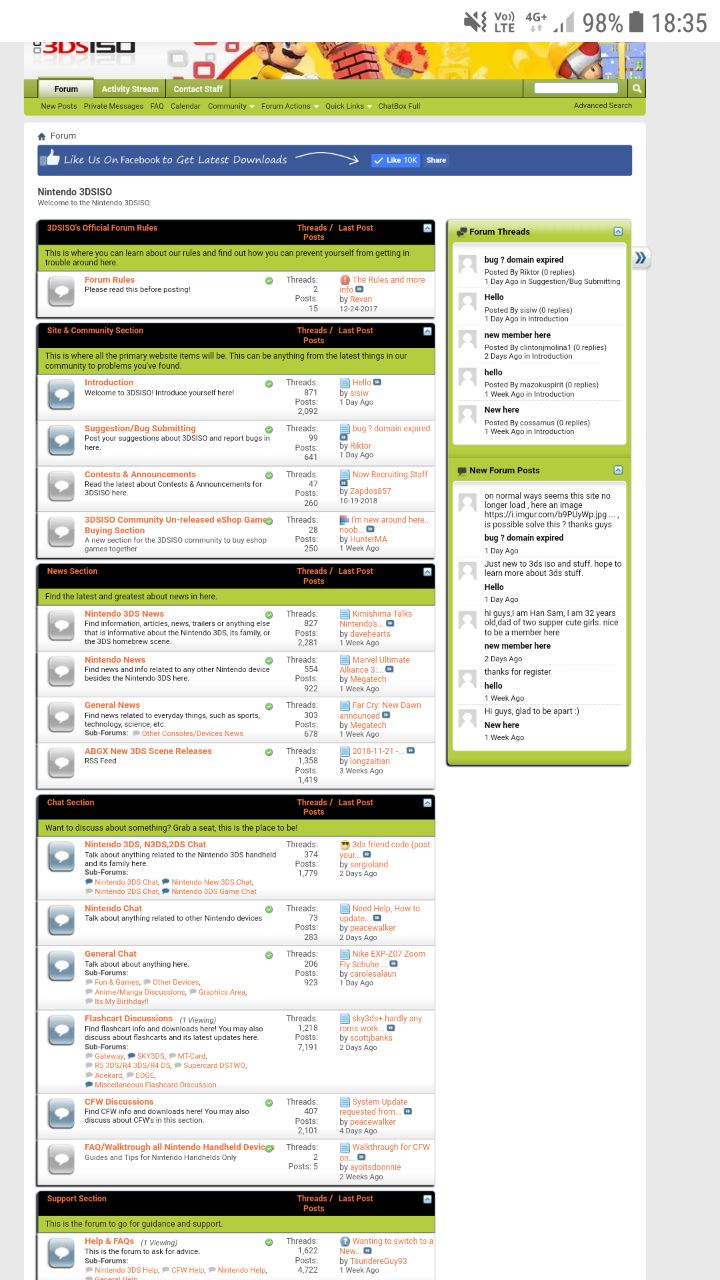 Vo)) LTE 4G+ 98% 18:35
3DSISO
Forum Activity Stream Contact Staff
New Posts Private Messages FAQ Calendar Community Forum Actions Quick Links ChatBox Full Advanced Search
Forum
Like Us On Facebook to Get Latest Downloads Like 10K Share
Nintendo 3DSISO
Welcome to the Nintendo 3DSISO.
3DSISO's Official Forum Rules Threads / Last Post
Posts
This is where you can learn about our rules and find out how you can prevent yourself from getting in
trouble around here.
Forum Rules Threads: The Rules and more
Please read this before posting! 2 info
Posts: by Revan
15 12-24-2017
Site & Community Section Threads / Last Post
Posts
This is where all the primary website items will be. This can be anything from the latest things in our
community to problems you've found.
Introduction Threads: Hello
Welcome to 3DSISO! Introduce yourself here! 871 by sisiw
Posts: 1 Day Ago
2,092
Suggestion/Bug Submitting Threads: bug ? domain expired
Post your suggestions about 3DSISO and report bugs in 99
here. Posts: by Riktor
641 1 Day Ago
Contests & Announcements Threads: Now Recruiting Staff
Read the latest about Contests & Announcements for 47
3DSISO here. Posts: by Zapdos857
260 10-19-2018
3DSISO Community Un-released eShop Game Threads: I'm new around here..
Buying Section 28 noob...
A new section for the 3DSISO community to buy eshop Posts: by HunterMA
games together 250 1 Week Ago
News Section Threads / Last Post
Posts
Find the latest and greatest about news in here.
Nintendo 3DS News Threads: Kimishima Talks
Find information, articles, news, trailers or anything else 827 Nintendo's...
that is informative about the Nintendo 3DS, its family, or Posts: by davehearts
the 3DS homebrew scene. 2,281 1 Week Ago
Nintendo News Threads: Marvel Ultimate
Find news and info related to any other Nintendo device 554 Alliance 3:...
besides the Nintendo 3DS here. Posts: by Megatech
922 1 Week Ago
General News Threads: Far Cry: New Dawn
Find news related to everyday things, such as sports, 303 announced
technology, science, etc. Posts: by Megatech
Sub-Forums: Other Consoles/Devices News 678 1 Week Ago
ABGX New 3DS Scene Releases Threads: 2018-11-21 -...
RSS Feed 1,358 by longzaitian
Posts: 3 Weeks Ago
1,419
Chat Section Threads / Last Post
Posts
Want to discuss about something? Grab a seat, this is the place to be!
Nintendo 3DS, N3DS,2DS Chat Threads: 3ds friend code (post
Talk about anything related to the Nintendo 3DS handheld 374 your...
and its family here. Posts: by sergioland
Sub-Forums: 1,779 2 Days Ago
Nintendo 3DS Chat, Nintendo New 3DS Chat,
Nintendo 2DS Chat, Nintendo 3DS Game Chat
Nintendo Chat Threads: Need Help, How to
Talk about anything related to other Nintendo devices 73 update...
Posts: by peacewalker
283 2 Days Ago
General Chat Threads: Nike EXP-Z07 Zoom
Talk about about anything here. 206 Fly Schuhe ...
Sub-Forums: Posts: by carolesalaun
Fun & Games, Other Devices, 923 1 Day Ago
Anime/Manga Discussions, Graphics Area,
Its My Birthday!!
Flashcart Discussions (1 Viewing) Threads: sky3ds+ hardly any
Find flashcart info and downloads here! You may also 1,218 roms work...
discuss about flashcarts and its latest updates here. Posts: by scottjbanks
Sub-Forums: 7,191 2 Days Ago
Gateway, SKY3DS, MT-Card,
R5 3DS/R4 3DS/R4 DS, Supercard DSTWO,
Acekard, EDGE,
Miscellaneous Flashcard Discussion
CFW Discussions Threads: System Update
Find CFW info and downloads here! You may also 407 requested from...
discuss about CFW's in this section. Posts: by peacewalker
2,101 4 Days Ago
FAQ/Walktrough all Nintendo Handheld Devices Threads: Walkthrough for CFW
Guides and Tips for Nintendo Handhelds Only 2 on...
Posts: 5 by ayoitsdonnnie
2 Weeks Ago
Support Section Threads / Last Post
Posts
This is the forum to go for guidance and support.
Help & FAQs (1 Viewing) Threads: Wanting to switch to a
This is the forum to ask for advice. 1,622 New...
Sub-Forums: Posts: by TsundereGuy93
Nintendo 3DS Help, CFW Help, Nintendo Help, 4,722 1 Week Ago
General Help
Forum Threads
bug ? domain expired
Posted By Riktor (0 replies)
1 Day Ago in Suggestion/Bug Submitting
Hello
Posted By sisiw (0 replies)
1 Day Ago in Introduction
new member here
Posted By clintonjmolina1 (0 replies)
2 Days Ago in Introduction
hello
Posted By mazokuspirit (0 replies)
1 Week Ago in Introduction
New here
Posted By cossamus (0 replies)
1 Week Ago in Introduction
New Forum Posts
on normal ways seems this site no
longer load , here an image
https://i.imgur.com/b9PUyWp.jpg ... ,
is possible solve this ? thanks guys
bug ? domain expired
1 Day Ago
Just new to 3ds iso and stuff. hope to
learn more about 3ds stuff.
Hello
1 Day Ago
hi guys,I am Han Sam, I am 32 years
old,dad of two supper cute girls. nice
to be a member here
new member here
2 Days Ago
thanks for register
hello
1 Week Ago
Hi guys, glad to be apart :)
New here
1 Week Ago